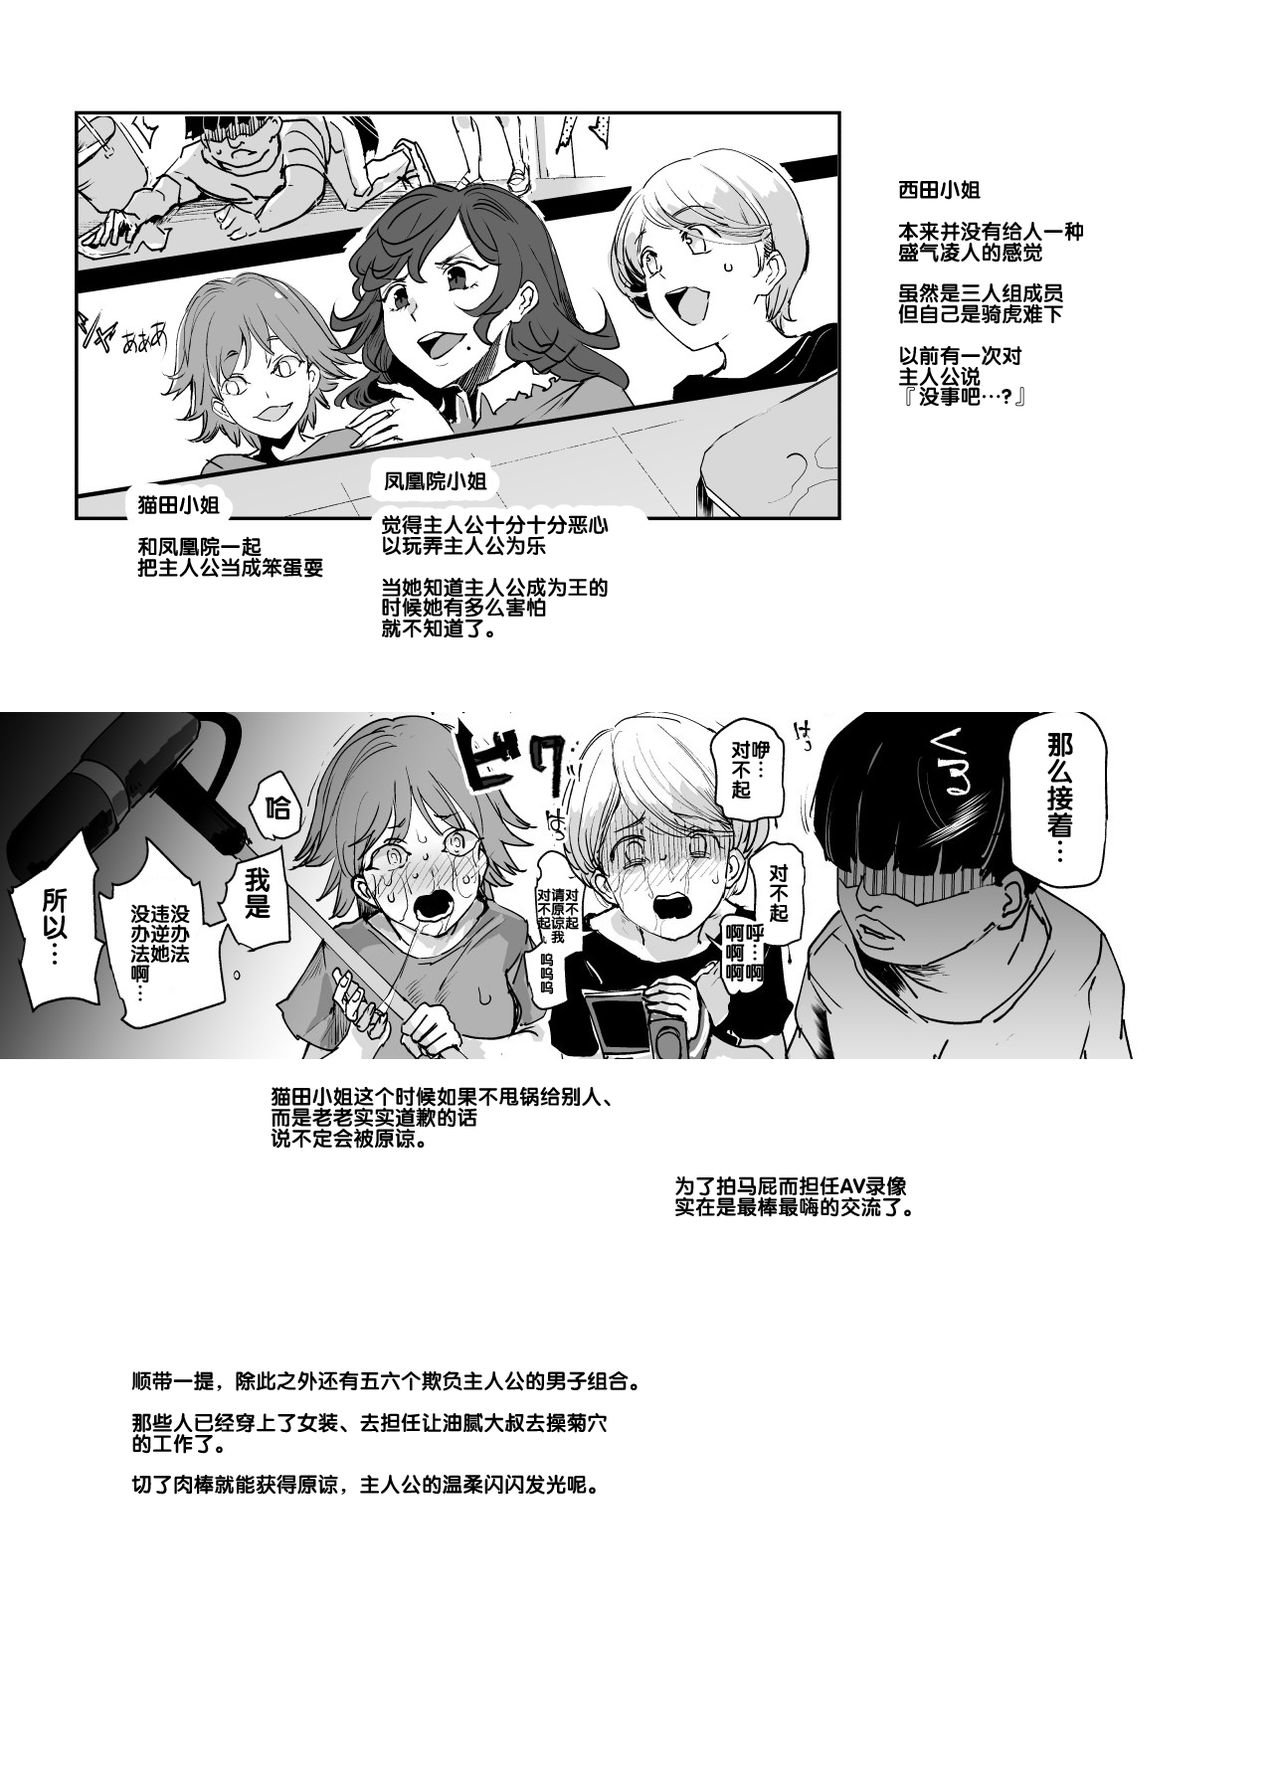 西田小姐
本来并没有给人一种
盛气凌人的感觉
虽然是三人组成员
但自己是骑虎难下
以前有一次对
主人公说
『没事吧…?』
ジャ
あぁぁあ
凤凰院小姐
觉得主人公十分十分恶心
以玩弄主人公为乐
当她知道主人公成为王的
时候她有多么害怕
就不知道了。
猫田小姐
和凤凰院一起
把主人公当成笨蛋耍
那么接着…
くる
はっ
咿…
对不起
对不起
呼…啊
啊啊
啊啊
ビク
はっ
对不起
请原谅我
对不起
呜呜呜
哈
我是
没办法
违逆她
没办法啊…
所以…
猫田小姐这个时候如果不甩锅给别人、
而是老老实实道歉的话
说不定会被原谅。
为了拍马屁而担任AV录像
实在是最棒最嗨的交流了。
顺带一提，除此之外还有五六个欺负主人公的男子组合。
那些人已经穿上了女装、去担任让油腻大叔去操菊穴
的工作了。
切了肉棒就能获得原谅，主人公的温柔闪闪发光呢。